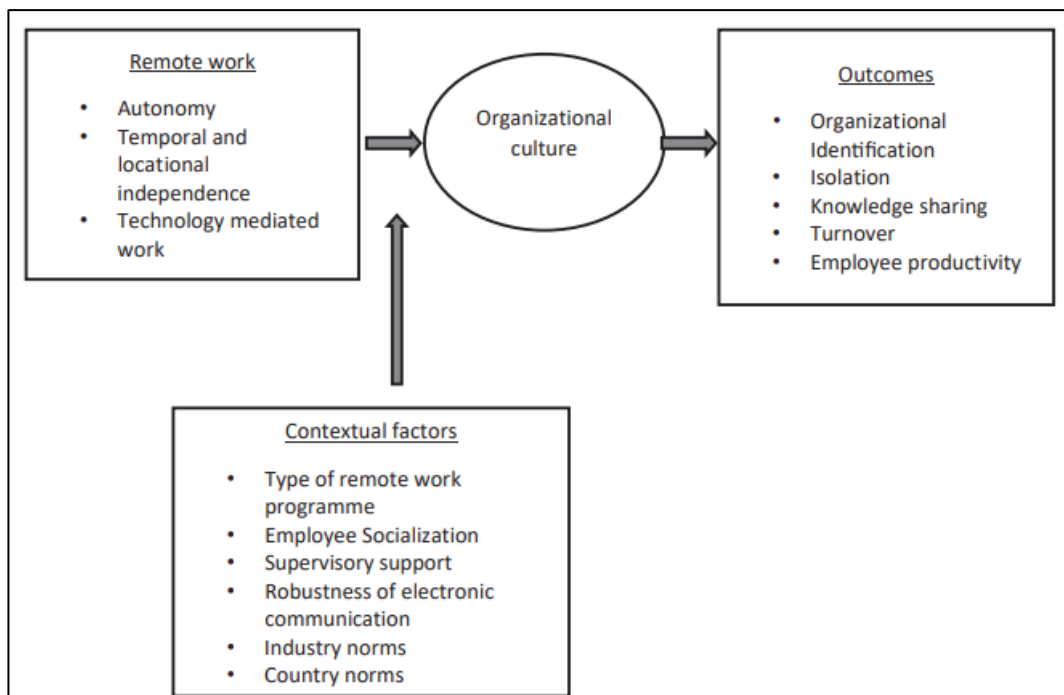 Remote work
• Autonomy
• Temporal and
locational
independence
• Technology mediated
work
Organizational
culture
Outcomes
• Organizational
Identification
• Isolation
• Knowledge sharing
• Turnover
• Employee productivity
Contextual factors
• Type of remote work
programme
• Employee Socialization
• Supervisory support
• Robustness of electronic
communication
• Industry norms
• Country norms